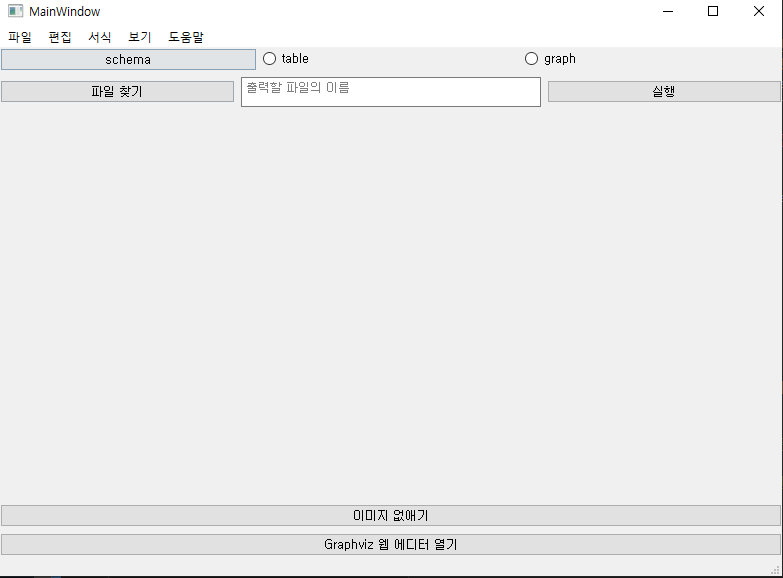 MainWindow
파일 편집 서식 보기 도움말
schema table graph
파일 찾기 출력할 파일의 이름 실행
이미지 없애기
Graphviz 웹 에디터 열기